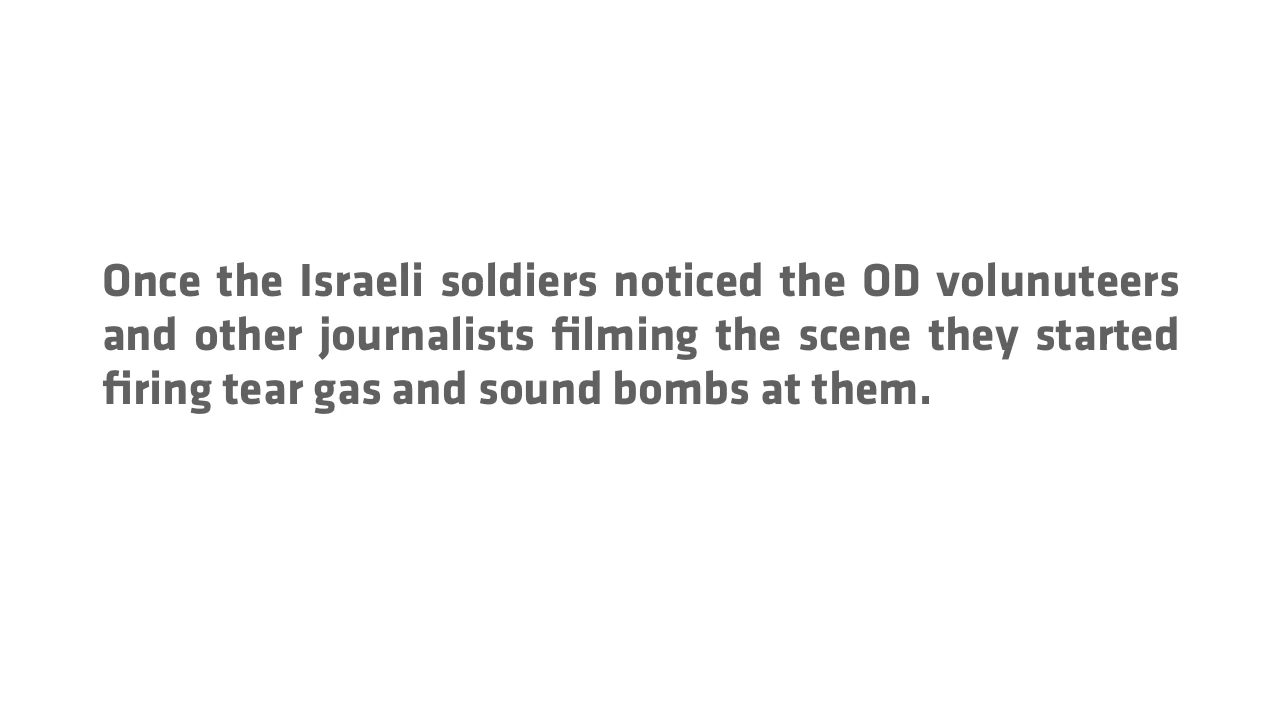 Once the Israeli soldiers noticed the OD volunuteers
and other journalists filming the scene they started
firing tear gas and sound bombs at them.